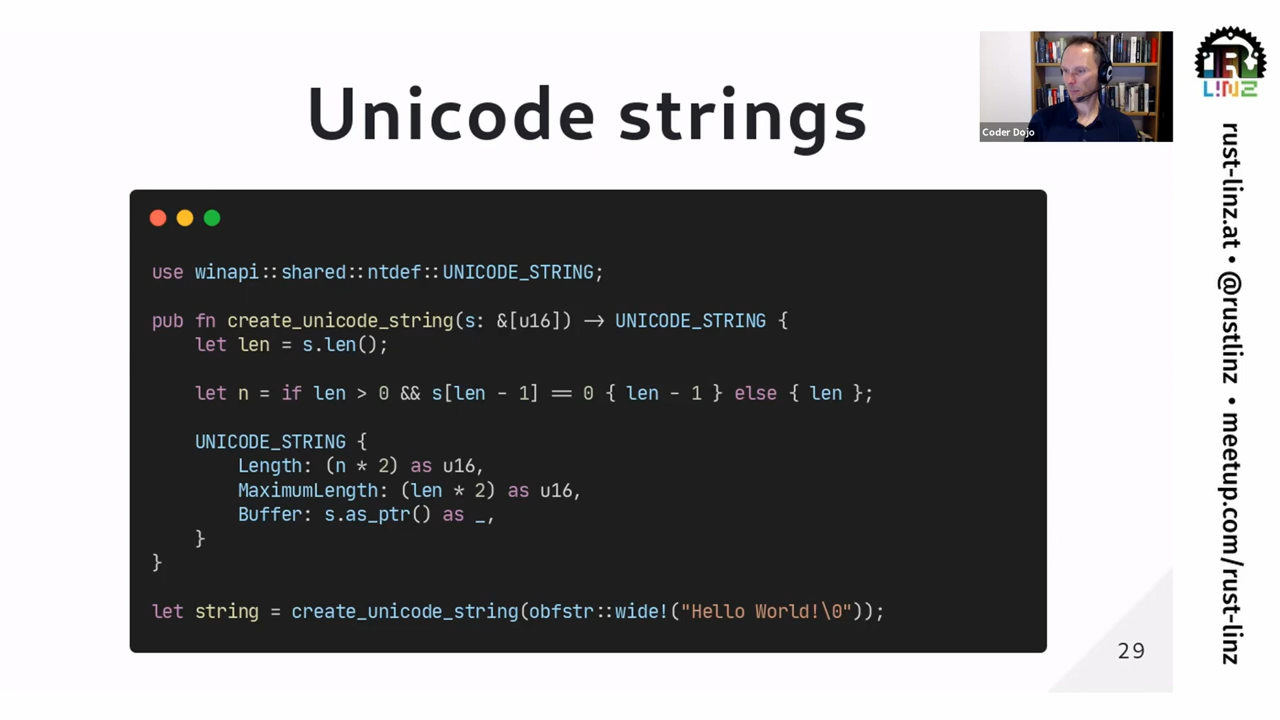 Unicode strings
use winapi::shared::ntdef::UNICODE_STRING;
pub fn create_unicode_string(s: &[u16]) -> UNICODE_STRING {
let len = s.len();
let n = if len > 0 && s[len - 1] == 0 { len - 1 } else { len };
UNICODE_STRING {
Length: (n * 2) as u16,
MaximumLength: (len * 2) as u16,
Buffer: s.as_ptr() as _,
}
}
let string = create_unicode_string(obfstr::wide!("Hello World!\0"));
29
Coder Dojo
R
L!NZ
rust-linz.at • @rustlinz • meetup.com/rust-linz